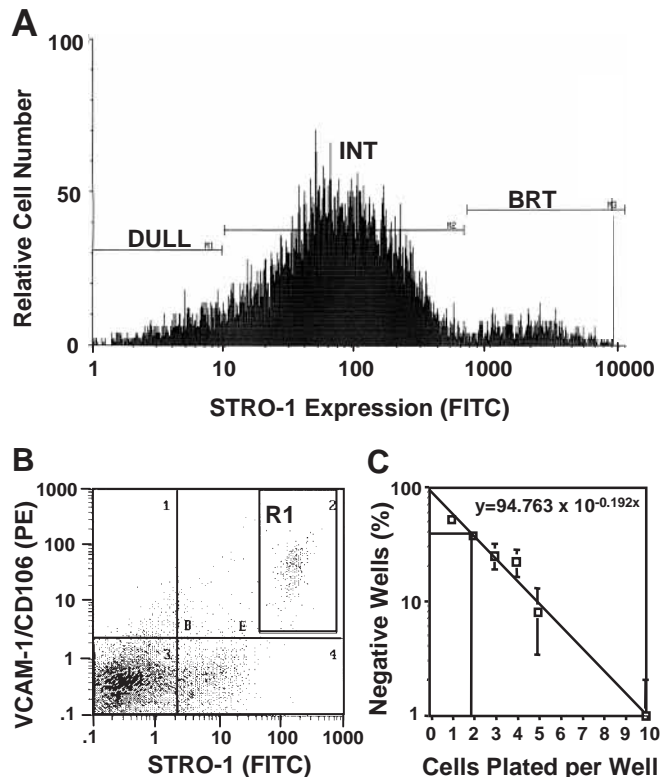 A
100
50
0
Relative Cell Number
DULL
M1
INT
M2
BRT
M3
1
10
100
1000
10000
STRO-1 Expression (FITC)
B
1000
100
10
1
.1
VCAM-1/CD106 (PE)
1
R1
2
B
E
3
4
.1
1
10
100
1000
STRO-1 (FITC)
C
100
10
1
Negative Wells (%)
y=94.763 x 10-0.192x
0 1 2 3 4 5 6 7 8 9 10
Cells Plated per Well